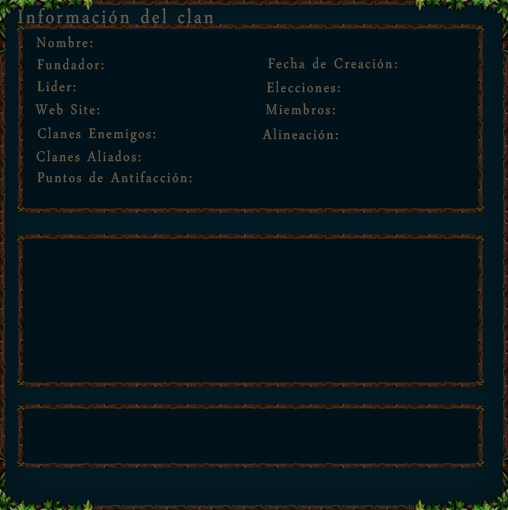 Información del clan
Nombre:
Fundador: Fecha de Creación:
Lider: Elecciones:
Web Site: Miembros:
Clanes Enemigos: Alineación:
Clanes Aliados:
Puntos de Antifacción: